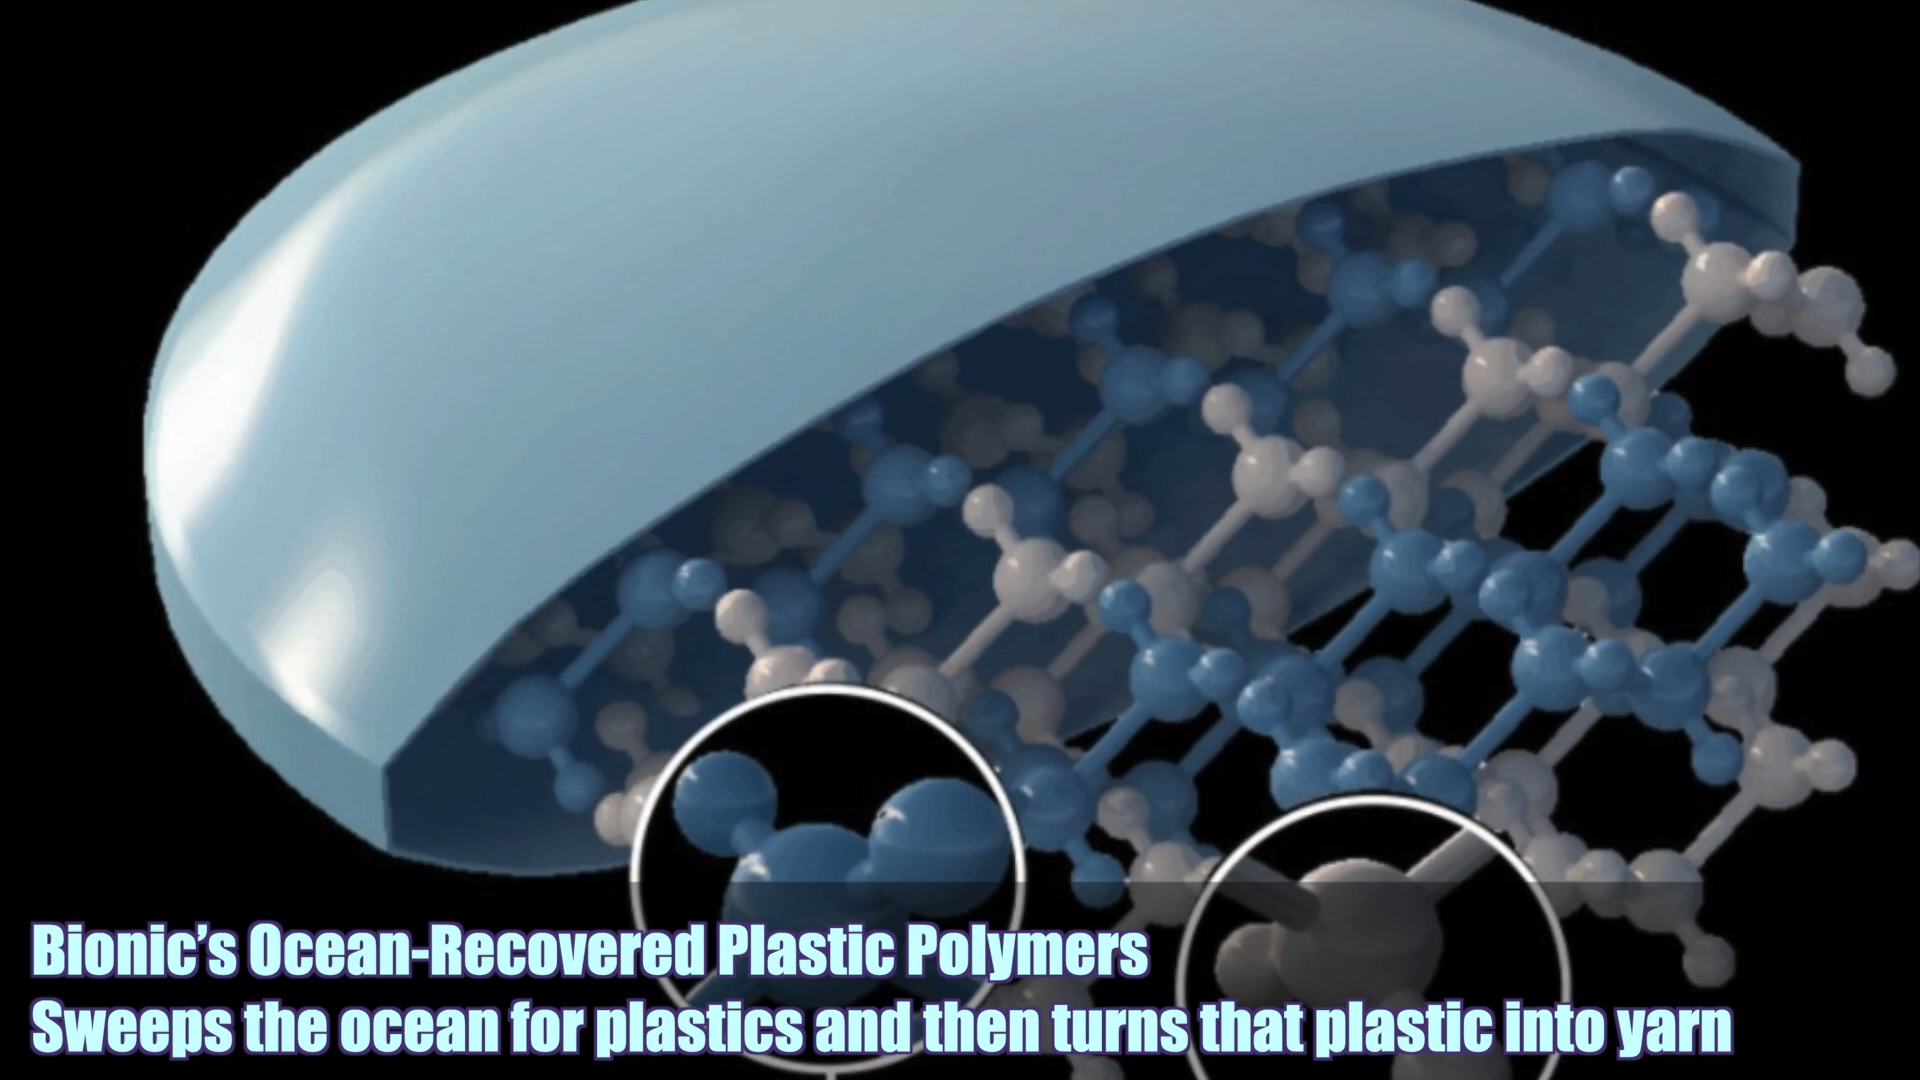 Bionic’s Ocean-Recovered Plastic Polymers
Sweeps the ocean for plastics and then turns that plastic into yarn